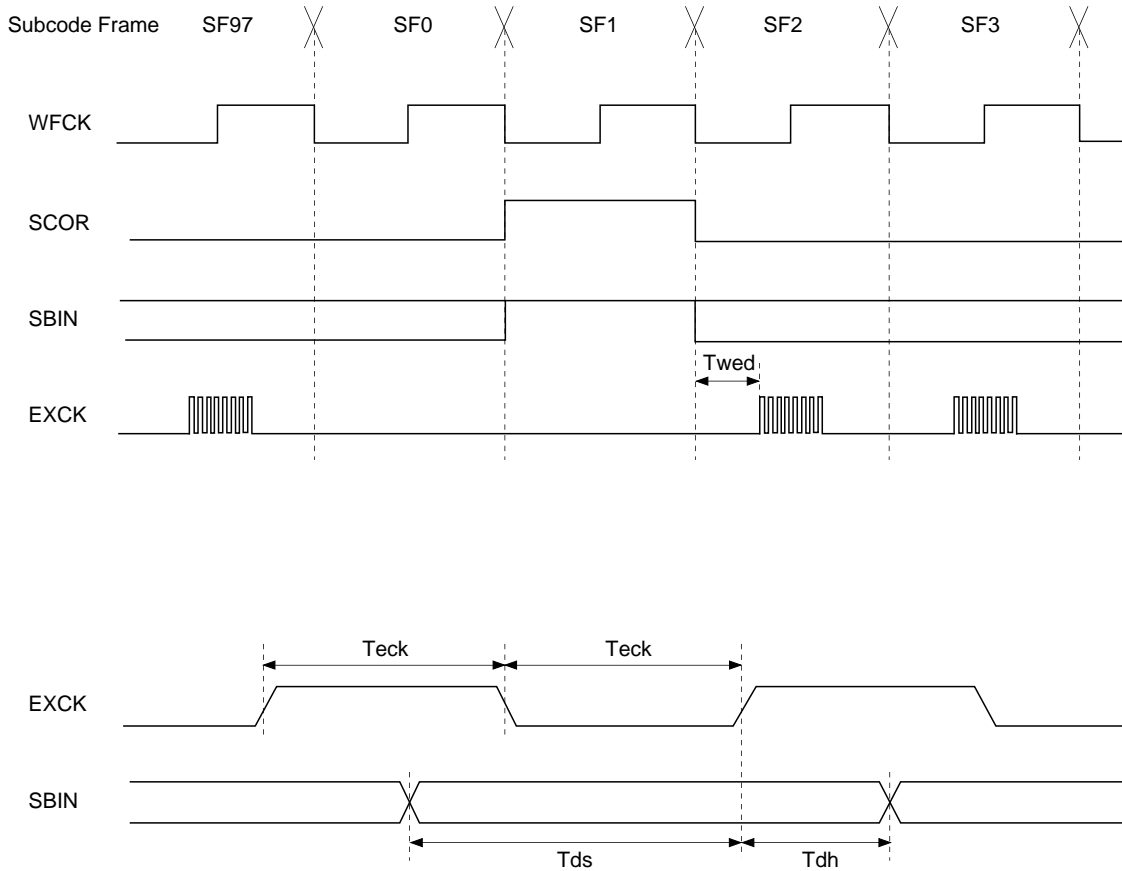 Subcode Frame SF97 SF0 SF1 SF2 SF3
WFCK
SCOR
SBIN
Twed
EXCK
Teck Teck
EXCK
SBIN
Tds Tdh